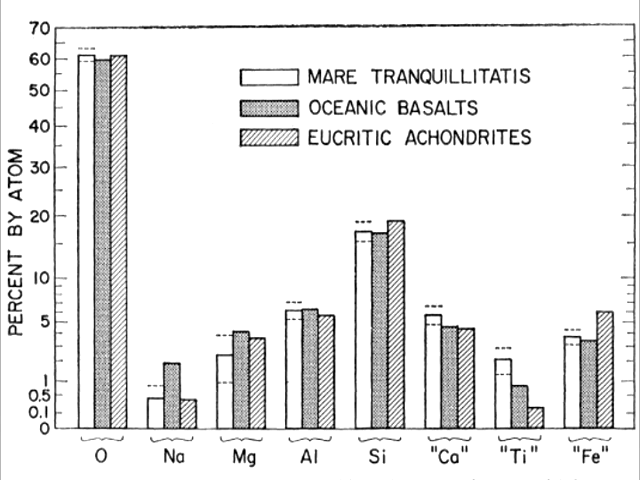 70
60
50
40
30
20
10
5
1
0.5
0.1
0
PERCENT BY ATOM
MARE TRANQUILLITATIS
OCEANIC BASALTS
EUCRITIC ACHONDRITES
O Na Mg Al Si "Ca" "Ti" "Fe"